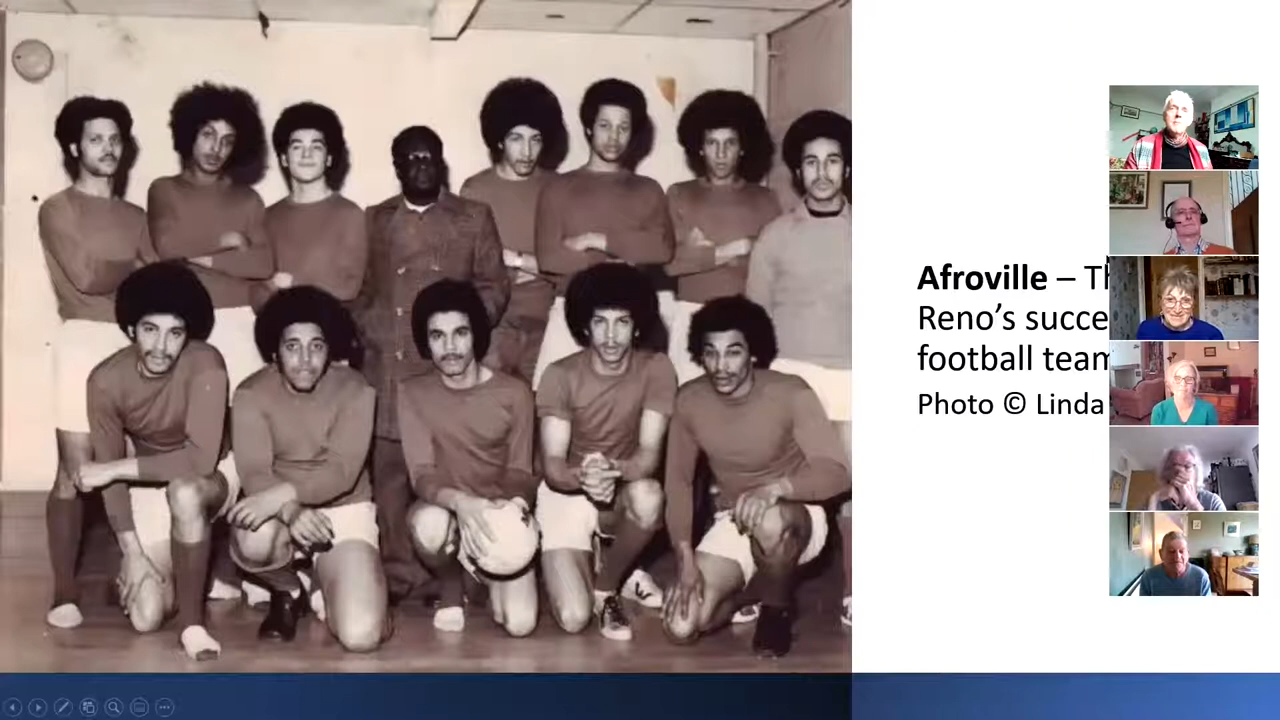 Afroville – Th
Reno’s succe
football team
Photo © Linda